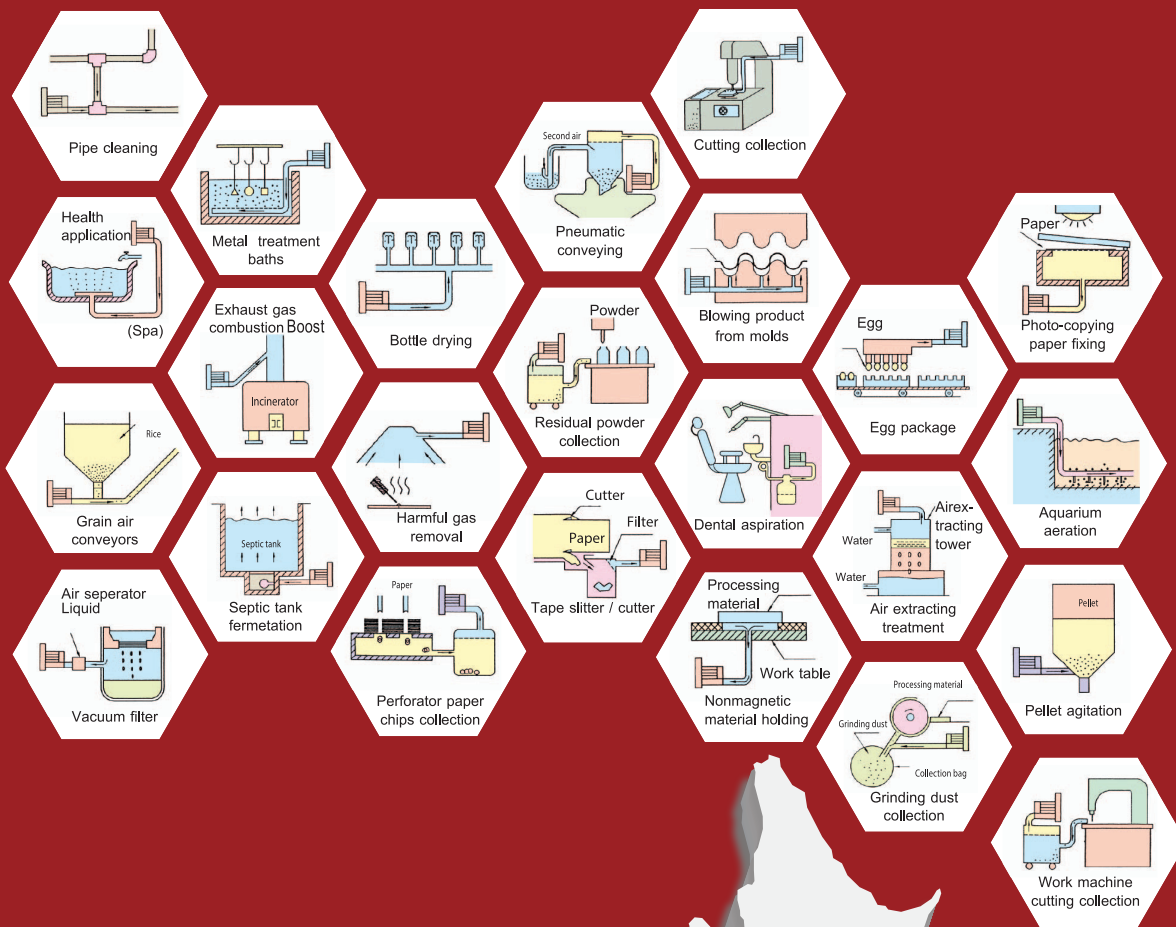 Pipe cleaning
Metal treatment
baths
Second air
Pneumatic
conveying
Cutting collection
Health
application
(Spa)
Exhaust gas
combustion Boost
Incinerator
Bottle drying
Powder
Residual powder
collection
Blowing product
from molds
Egg
Egg package
Paper
Photo-copying
paper fixing
Rice
Grain air
conveyors
Septic tank
Septic tank
fermetation
Harmful gas
removal
Cutter
Paper
Filter
Tape slitter / cutter
Dental aspiration
Airex-
tracting
tower
Water
Water
Air extracting
treatment
Aquarium
aeration
Air seperator
Liquid
Vacuum filter
Paper
Perforator paper
chips collection
Processing
material
Work table
Nonmagnetic
material holding
Processing material
Grinding dust
Collection bag
Grinding dust
collection
Pellet
Pellet agitation
Work machine
cutting collection